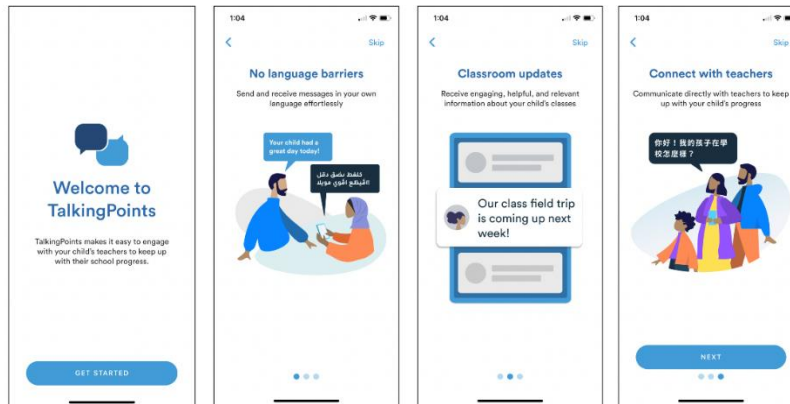 Welcome to
TalkingPoints
TalkingPoints makes it easy to engage
with your child's teachers to keep up
with their school progress.
GET STARTED
1:04
Skip
No language barriers
Send and receive messages in your own
language effortlessly
Your child had a
great day today!
1:04
Skip
Classroom updates
Receive engaging, helpful, and relevant
information about your child's classes
Our class field trip
is coming up next
week!
1:04
Skip
Connect with teachers
Communicate directly with teachers to keep
up with your child's progress
你好！我的孩子在學
校怎麼樣？
NEXT